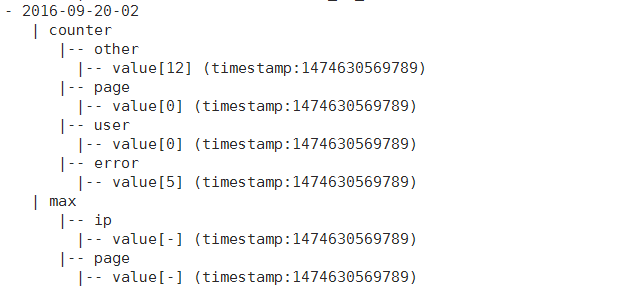 - 2016-09-20-02
| counter
|-- other
|-- value[12] (timestamp:1474630569789)
|-- page
|-- value[0] (timestamp:1474630569789)
|-- user
|-- value[0] (timestamp:1474630569789)
|-- error
|-- value[5] (timestamp:1474630569789)
| max
|-- ip
|-- value[-] (timestamp:1474630569789)
|-- page
|-- value[-] (timestamp:1474630569789)